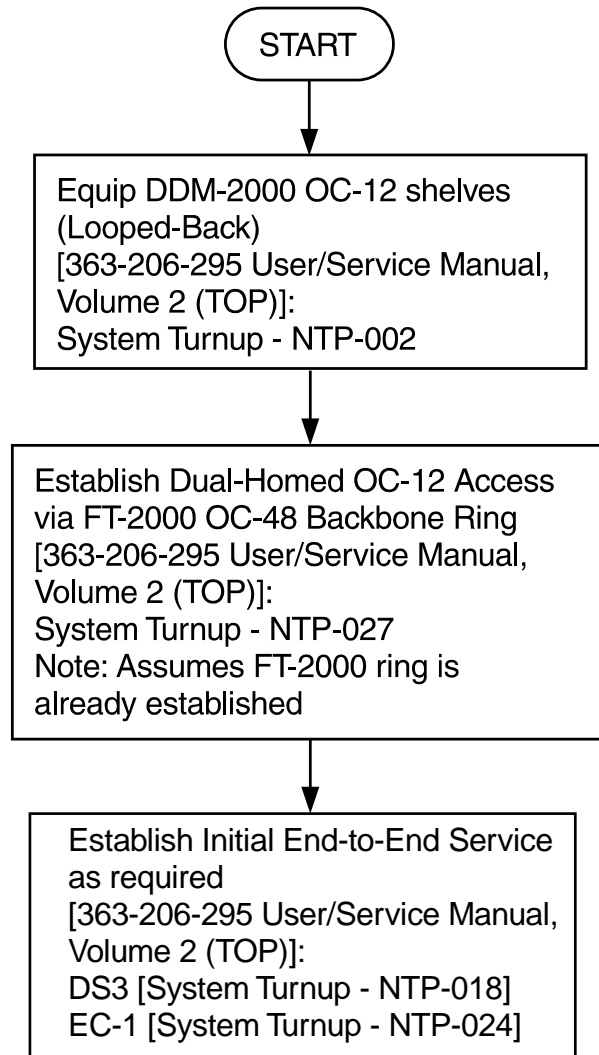 START
Equip DDM-2000 OC-12 shelves
(Looped-Back)
[363-206-295 User/Service Manual,
Volume 2 (TOP)]:
System Turnup - NTP-002
Establish Dual-Homed OC-12 Access
via FT-2000 OC-48 Backbone Ring
[363-206-295 User/Service Manual,
Volume 2 (TOP)]:
System Turnup - NTP-027
Note: Assumes FT-2000 ring is
already established
Establish Initial End-to-End Service
as required
[363-206-295 User/Service Manual,
Volume 2 (TOP)]:
DS3 [System Turnup - NTP-018]
EC-1 [System Turnup - NTP-024]